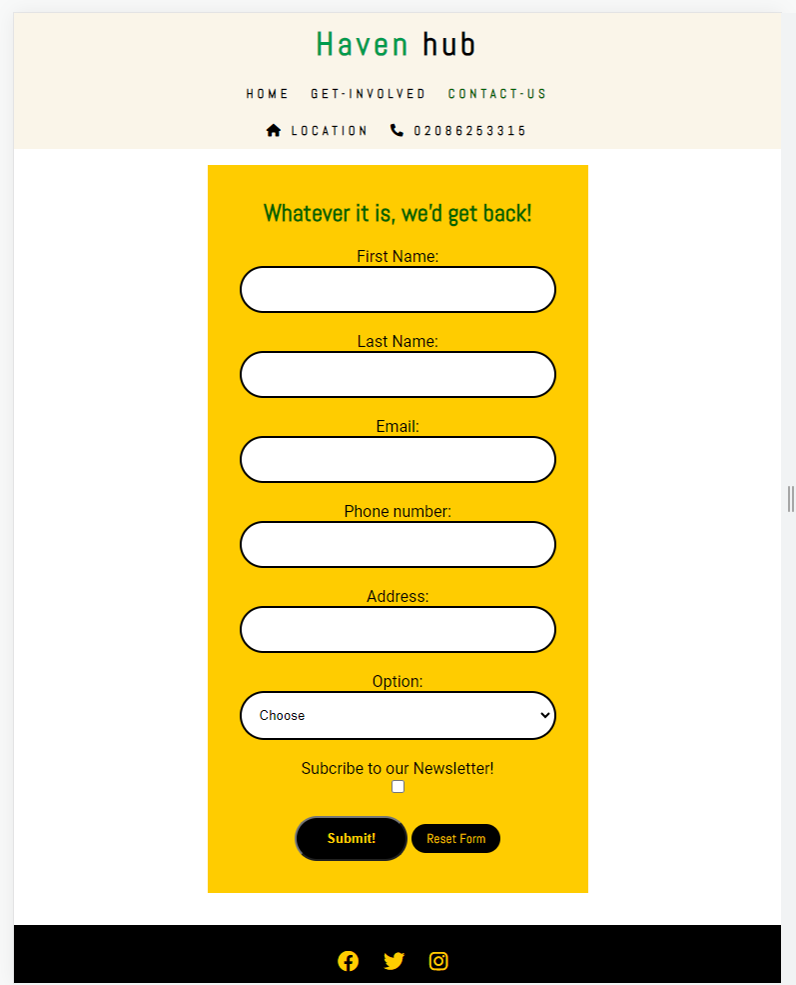 Haven hub
HOME GET-INVOLVED CONTACT-US
LOCATION 02086253315
Whatever it is, we'd get back!
First Name:
Last Name:
Email:
Phone number:
Address:
Option:
Choose
Subcribe to our Newsletter!
Submit! Reset Form